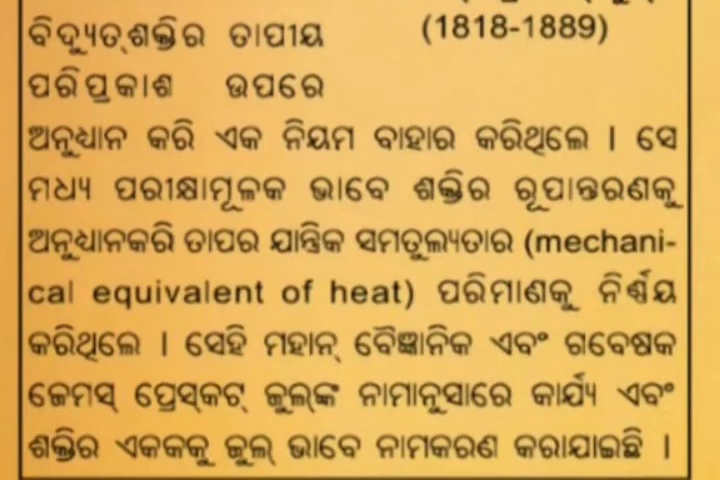 (1818-1889)
ବିଦ୍ୟୁତ୍‌ଶକ୍ତିର ତାପୀୟ
ପରିପ୍ରକାଶ ଉପରେ
ଅନୁଧ୍ୟାନ କରି ଏକ ନିୟମ ବାହାର କରିଥିଲେ । ସେ
ମଧ୍ୟ ପରୀକ୍ଷାମୂଳକ ଭାବେ ଶକ୍ତିର ରୂପାନ୍ତରଣକୁ
ଅନୁଧ୍ୟାନକରି ତାପର ଯାନ୍ତ୍ରିକ ସମତୁଲ୍ୟତାର (mechani-
cal equivalent of heat) ପରିମାଣକୁ ନିର୍ଣ୍ଣୟ
କରିଥିଲେ । ସେହି ମହାନ୍ ବୈଜ୍ଞାନିକ ଏବଂ ଗବେଷକ
ଜେମସ୍ ପ୍ରେସ୍‌କଟ୍ ଜୁଲ୍‌ଙ୍କ ନାମାନୁସାରେ କାର୍ଯ୍ୟ ଏବଂ
ଶକ୍ତିର ଏକକକୁ ଜୁଲ୍ ଭାବେ ନାମକରଣ କରାଯାଇଛି ।